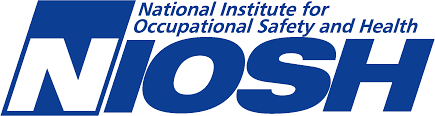 National Institute for
Occupational Safety and Health
NIOSH